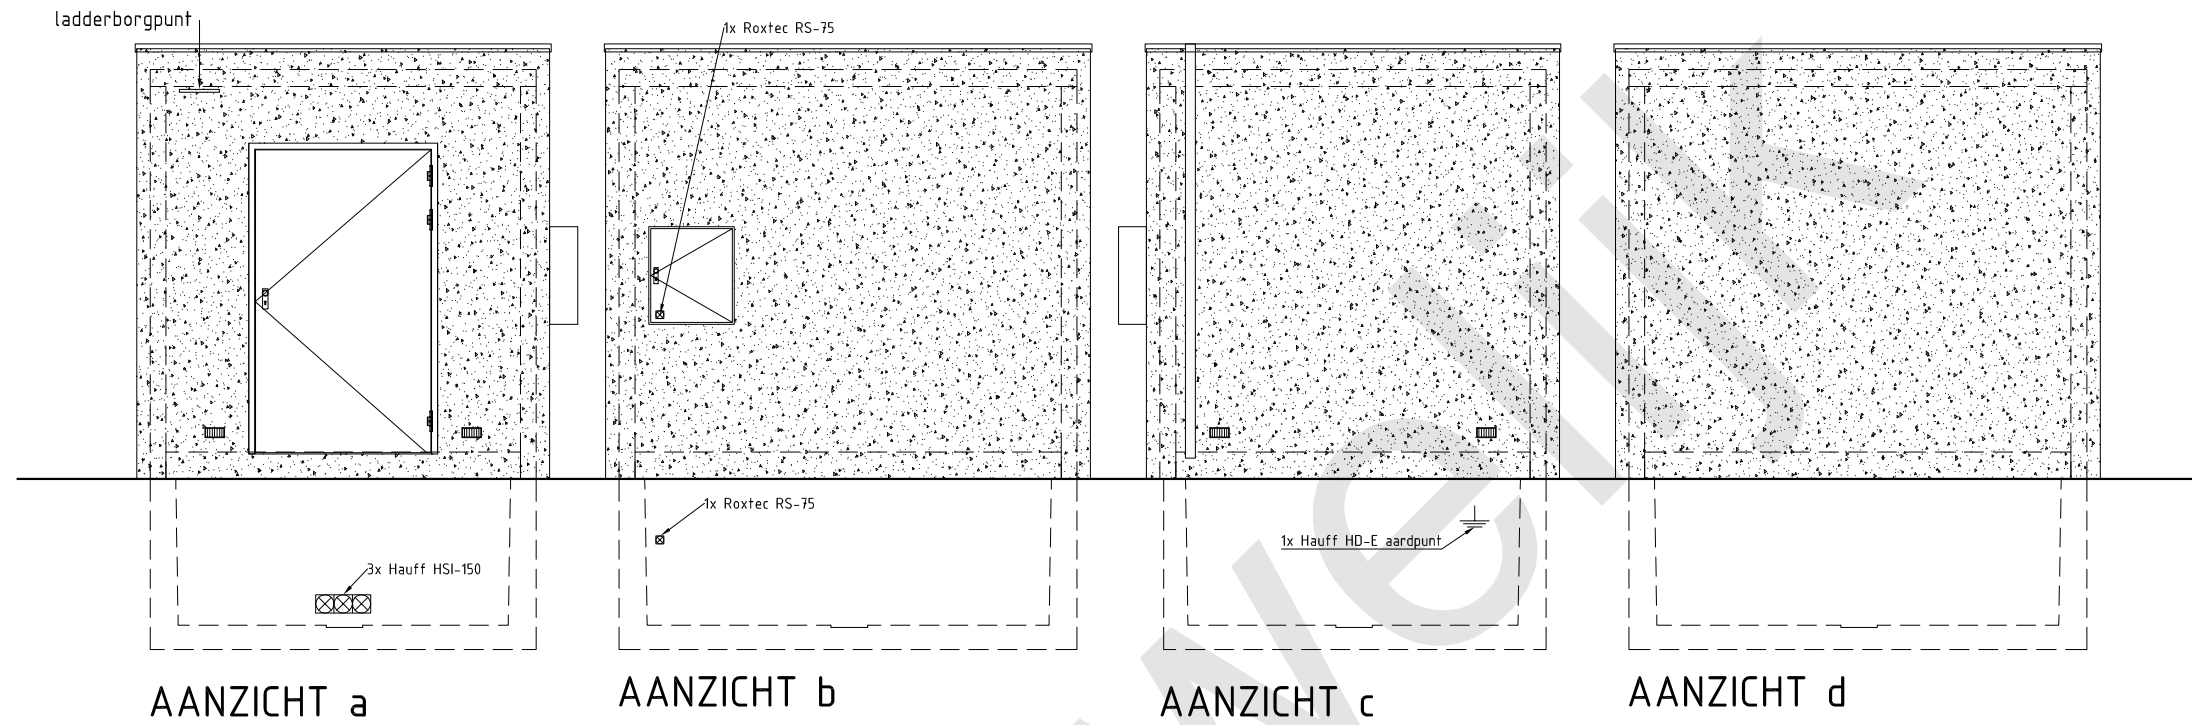 ladderborgpunt
1x Roxtec RS-75
1x Roxtec RS-75
1x Hauff HD-E aardpunt
3x Hauff HSI-150
AANZICHT a
AANZICHT b
AANZICHT c
AANZICHT d
welijk